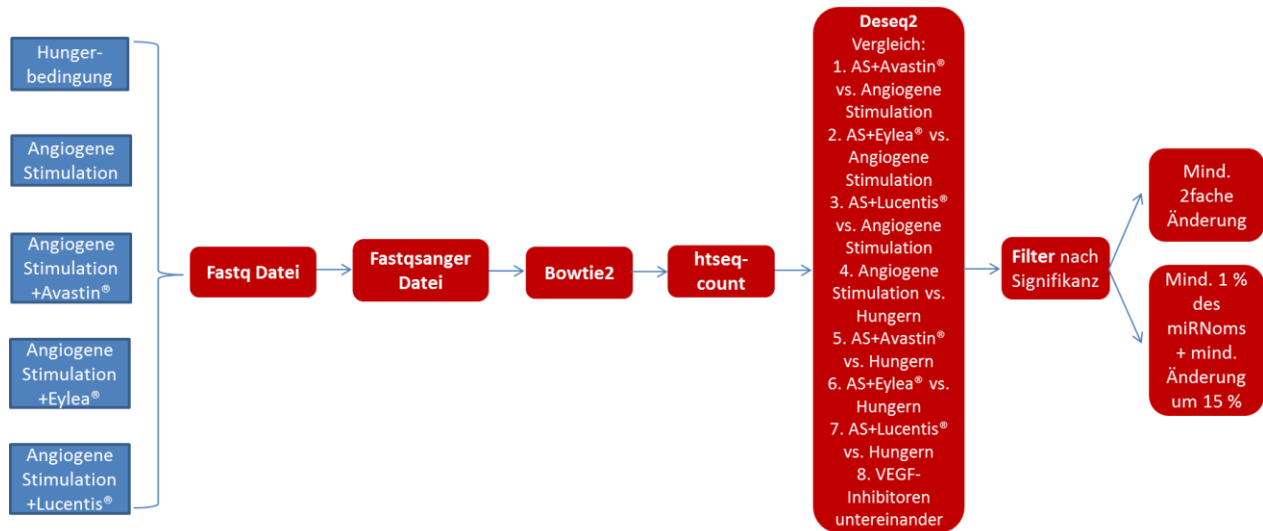 Hunger-
bedingung
Angiogene
Stimulation
Angiogene
Stimulation
+Avastin®
Angiogene
Stimulation
+Eylea®
Angiogene
Stimulation
+Lucentis®
Fastq Datei
Fastqsanger
Datei
Bowtie2
htseq-
count
Deseq2
Vergleich:
1. AS+Avastin®
vs. Angiogene
Stimulation
2. AS+Eylea® vs.
Angiogene
Stimulation
3. AS+Lucentis®
vs. Angiogene
Stimulation
4. Angiogene
Stimulation vs.
Hungern
5. AS+Avastin®
vs. Hungern
6. AS+Eylea® vs.
Hungern
7. AS+Lucentis®
vs. Hungern
8. VEGF-
Inhibitoren
untereinander
Filter nach
Signifikanz
Mind.
2fache
Änderung
Mind. 1 %
des
miRNoms
+ mind.
Änderung
um 15 %